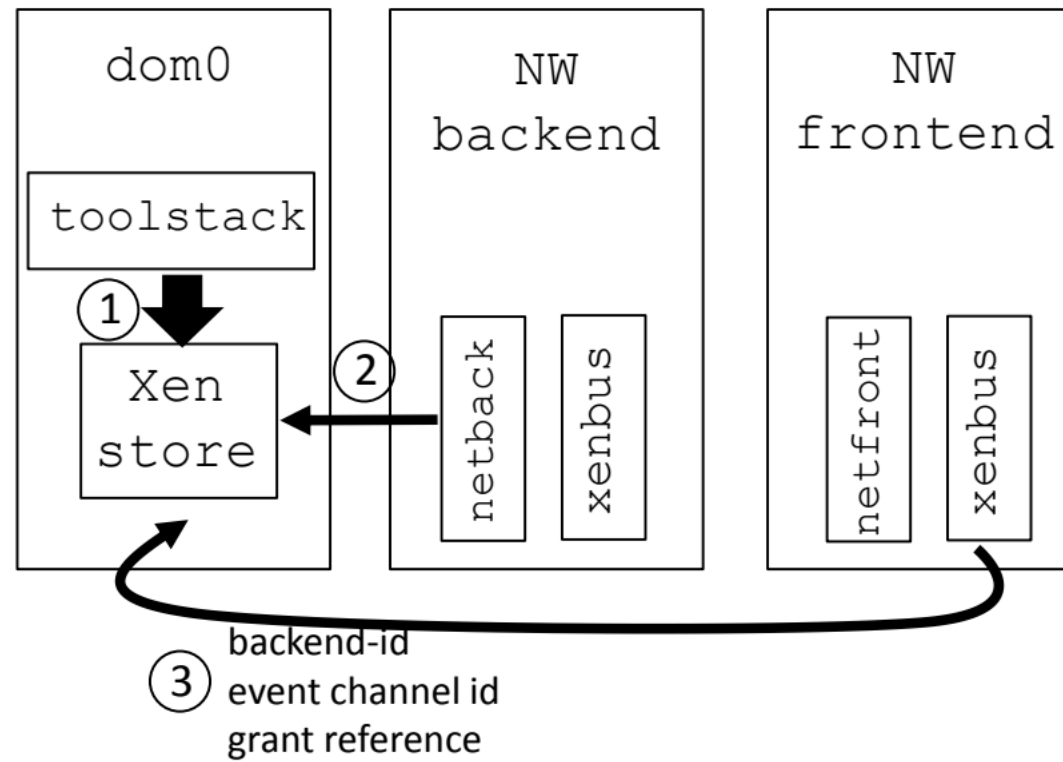 dom0
toolstack
1
Xen
store
NW
backend
2
netback
xenbus
NW
frontend
netfront
xenbus
3
backend-id
event channel id
grant reference